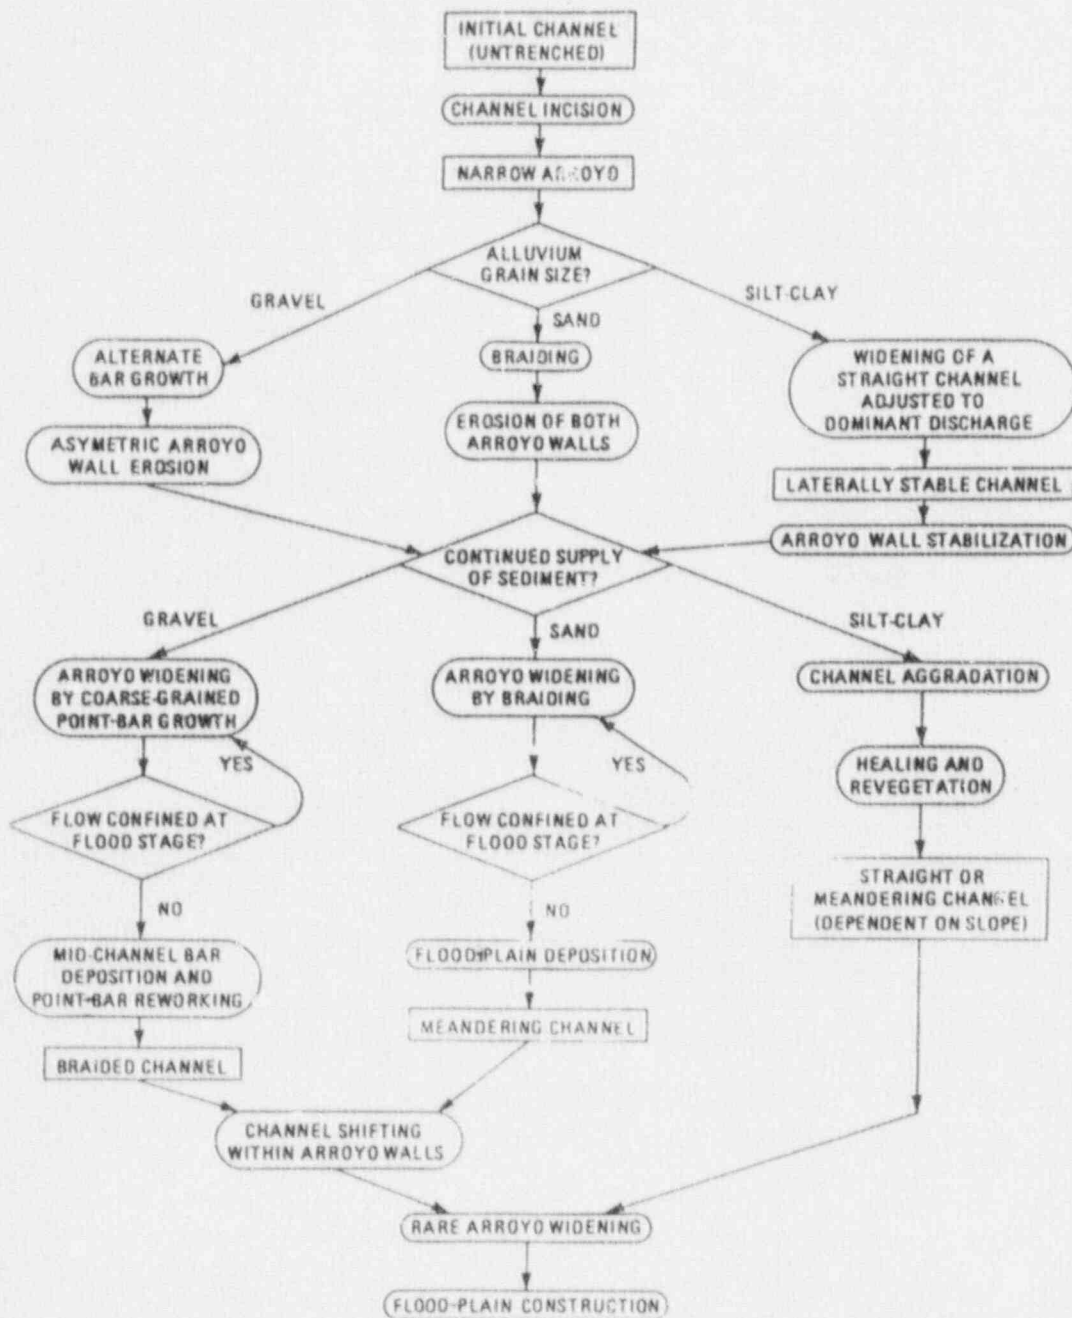 INITIAL CHANNEL
(UNTRENCHED)
CHANNEL INCISION
NARROW ARROYO
ALLUVIUM
GRAIN SIZE?
GRAVEL
SAND
SILT-CLAY
ALTERNATE
BAR GROWTH
BRAIDING
WIDENING OF A
STRAIGHT CHANNEL
ADJUSTED TO
DOMINANT DISCHARGE
ASYMETRIC ARROYO
WALL EROSION
EROSION OF BOTH
ARROYO WALLS
LATERALLY STABLE CHANNEL
ARROYO WALL STABILIZATION
CONTINUED SUPPLY
OF SEDIMENT?
GRAVEL
SAND
SILT-CLAY
ARROYO WIDENING
BY COARSE-GRAINED
POINT-BAR GROWTH
ARROYO WIDENING
BY BRAIDING
CHANNEL AGGRADATION
YES
YES
HEALING AND
REVEGETATION
FLOW CONFINED AT
FLOOD STAGE?
FLOW CONFINED AT
FLOOD STAGE?
STRAIGHT OR
MEANDERING CHANNEL
(DEPENDENT ON SLOPE)
NO
NO
MID-CHANNEL BAR
DEPOSITION AND
POINT-BAR REWORKING
FLOOD-PLAIN DEPOSITION
MEANDERING CHANNEL
BRAIDED CHANNEL
CHANNEL SHIFTING
WITHIN ARROYO WALLS
RARE ARROYO WIDENING
FLOOD-PLAIN CONSTRUCTION